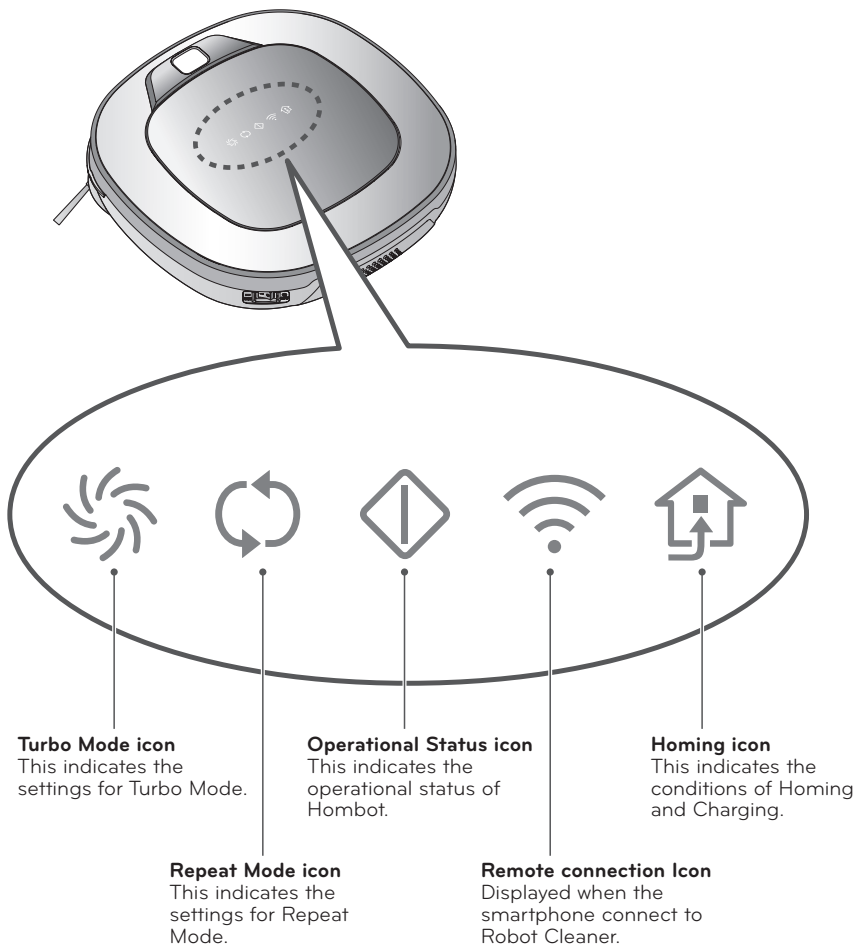 Turbo Mode icon
This indicates the
settings for Turbo Mode.
Operational Status icon
This indicates the
operational status of
Hombot.
Homing icon
This indicates the
conditions of Homing
and Charging.
Repeat Mode icon
This indicates the
settings for Repeat
Mode.
Remote connection Icon
Displayed when the
smartphone connect to
Robot Cleaner.